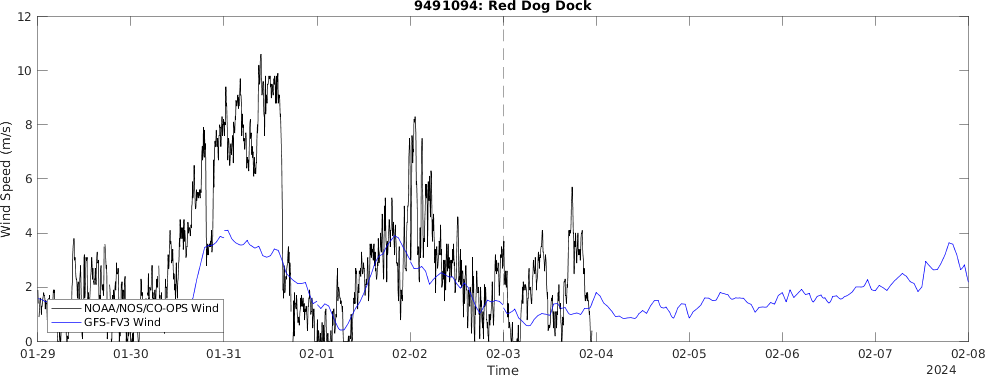 9491094: Red Dog Dock
Wind Speed (m/s)
12
10
8
6
4
2
0
NOAA/NOS/CO-OPS Wind
GFS-FV3 Wind
01-29 01-30 01-31 02-01 02-02 02-03 02-04 02-05 02-06 02-07 02-08
Time
2024